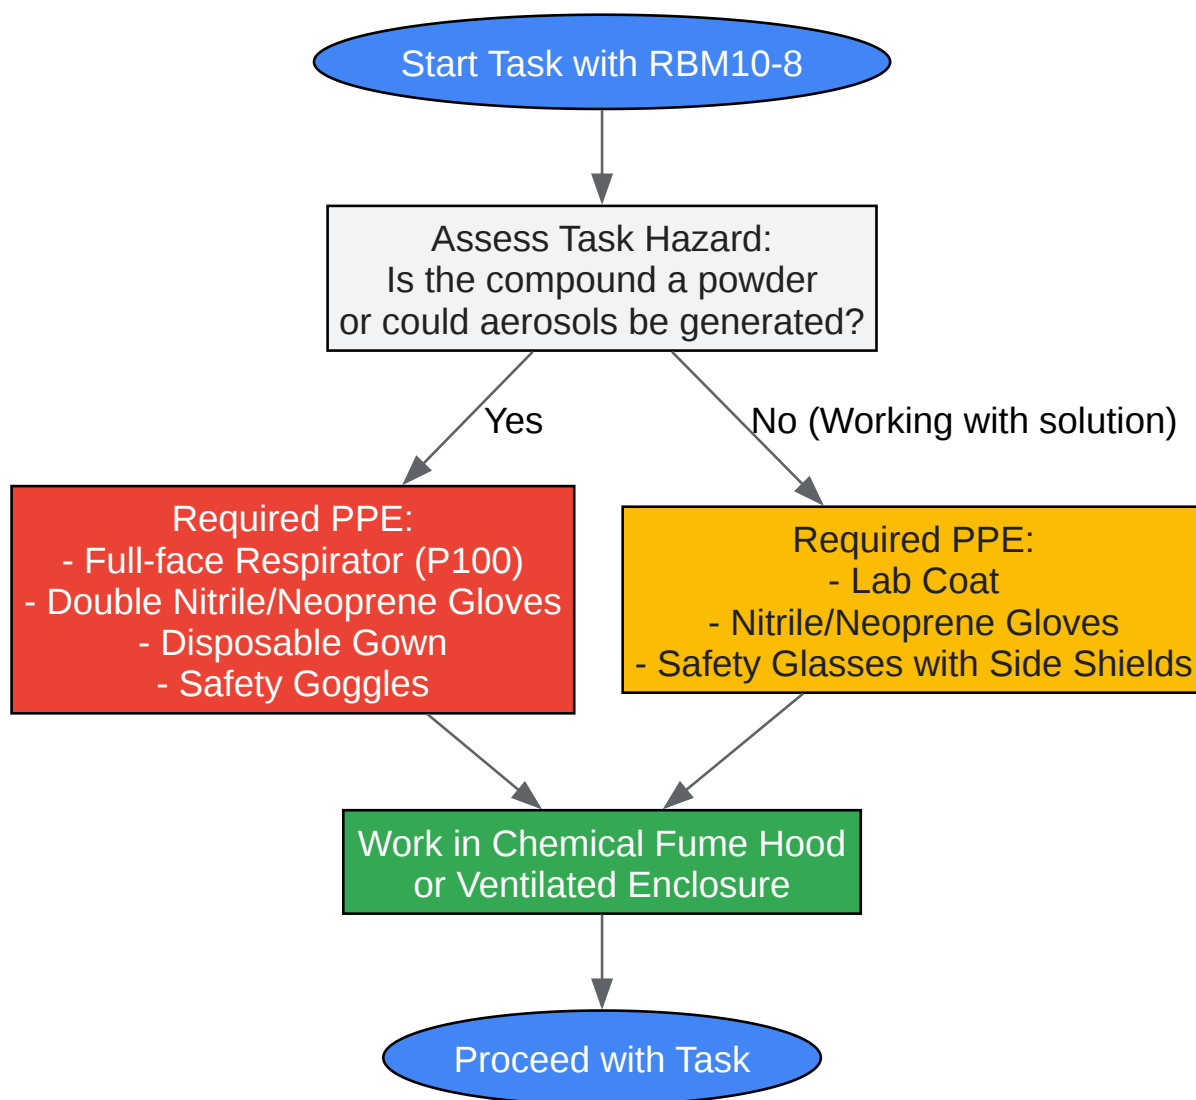 Start Task with RBM10-8
Assess Task Hazard:
Is the compound a powder
or could aerosols be generated?
Yes
No (Working with solution)
Required PPE:
- Full-face Respirator (P100)
- Double Nitrile/Neoprene Gloves
- Disposable Gown
- Safety Goggles
Required PPE:
- Lab Coat
- Nitrile/Neoprene Gloves
- Safety Glasses with Side Shields
Work in Chemical Fume Hood
or Ventilated Enclosure
Proceed with Task